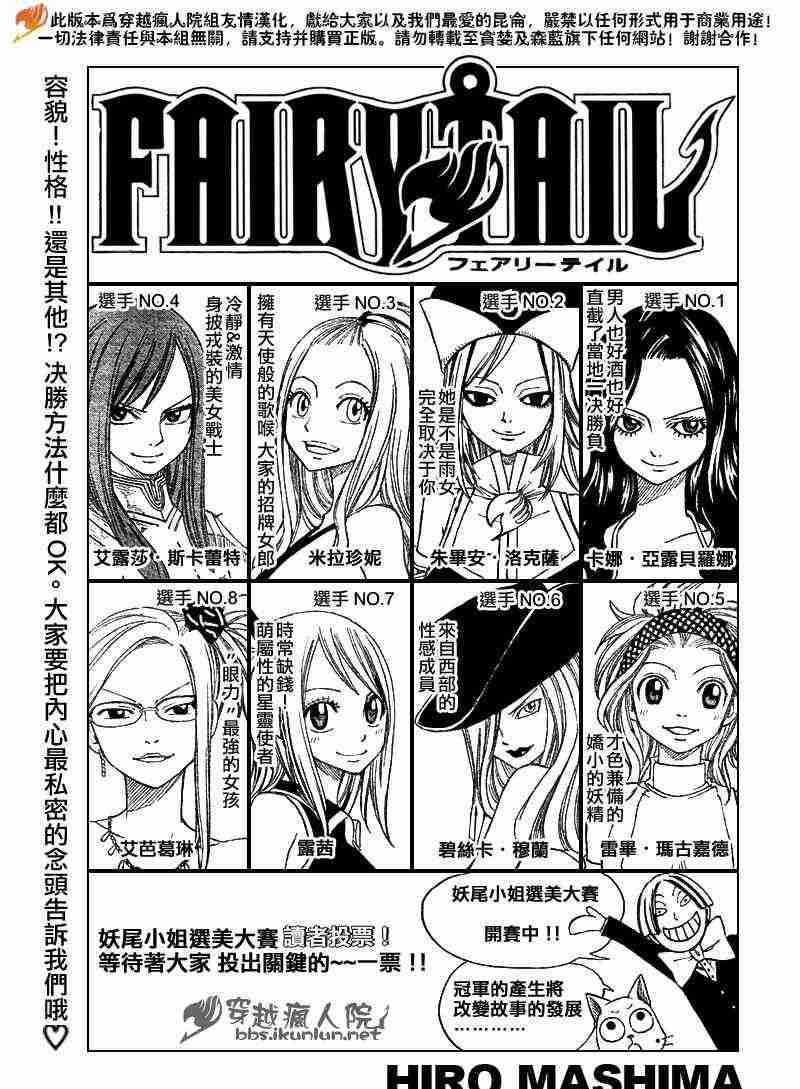 此版本爲穿越瘋人院組友情漢化，獻給大家以及我們最愛的昆侖，嚴禁以任何形式用于商業用途！
一切法律責任與本組無關，請支持并購買正版。請勿轉載至貪婪及森藍旗下任何網站！謝謝合作！
FAIRY TAIL
フェアリーテイル
容貌！性格!!還是其他!?決勝方法什麼都OK。大家要把內心最私密的念頭告訴我們哦♡
選手 NO.1
男人也好酒也好
直截了當地一決勝負
卡娜·亞露貝羅娜
選手 NO.2
她是不是雨女
完全取决于你
朱畢安·洛克薩
選手 NO.3
擁有天使般的歌喉 大家的招牌女郎
米拉珍妮
選手 NO.4
冷靜&激情
身披戎裝的美女戰士
艾露莎·斯卡蕾特
選手 NO.5
才色兼備的
嬌小的妖精
雷畢·瑪古嘉德
選手 NO.6
來自西部的
性感成員
碧絲卡·穆蘭
選手 NO.7
時常缺錢！
萌屬性的星靈使者
露茜
選手 NO.8
"眼力"最強的女孩
艾芭葛琳
妖尾小姐選美大賽
開賽中!!
冠軍的產生將
改變故事的發展
…………
妖尾小姐選美大賽 讀者投票！
等待著大家 投出關鍵的~~一票!!
穿越瘋人院
bbs.ikunlun.net
HIRO MASHIMA